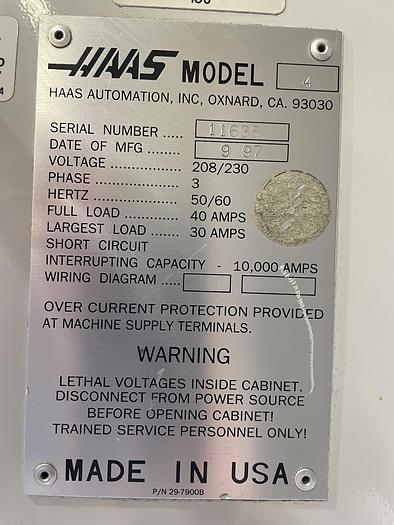 HAAS MODEL 4
HAAS AUTOMATION, INC, OXNARD, CA. 93030
SERIAL NUMBER ..... 11635
DATE OF MFG ........ 9 97
VOLTAGE ................. 208/230
PHASE .................... 3
HERTZ .................... 50/60
FULL LOAD .............. 40 AMPS
LARGEST LOAD ....... 30 AMPS
SHORT CIRCUIT
INTERRUPTING CAPACITY - 10,000 AMPS
WIRING DIAGRAM .....
OVER CURRENT PROTECTION PROVIDED
AT MACHINE SUPPLY TERMINALS.
WARNING
LETHAL VOLTAGES INSIDE CABINET.
DISCONNECT FROM POWER SOURCE
BEFORE OPENING CABINET!
TRAINED SERVICE PERSONNEL ONLY!
MADE IN USA
P/N 29-7900B